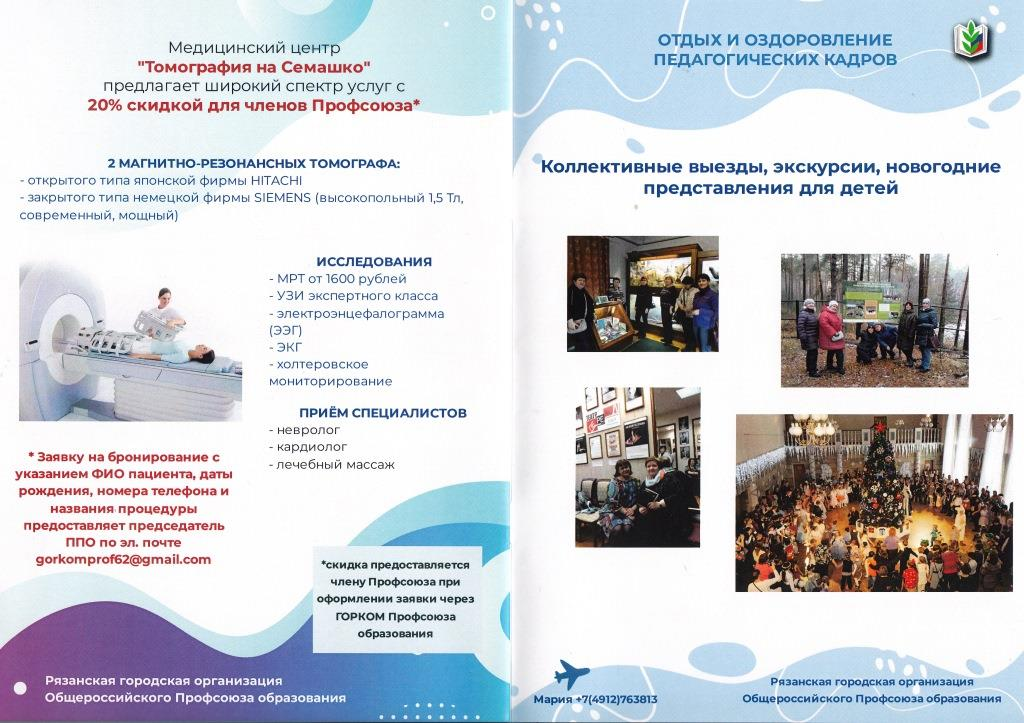 Медицинский центр
"Томография на Семашко"
предлагает широкий спектр услуг с
20% скидкой для членов Профсоюза*
2 МАГНИТНО-РЕЗОНАНСНЫХ ТОМОГРАФА:
- открытого типа японской фирмы HITACHI
- закрытого типа немецкой фирмы SIEMENS (высокопольный 1,5 Тл,
современный, мощный)
ИССЛЕДОВАНИЯ
- МРТ от 1600 рублей
- УЗИ экспертного класса
- электроэнцефалограмма
(ЭЭГ)
- ЭКГ
- холтеровское
мониторирование
ПРИЁМ СПЕЦИАЛИСТОВ
- невролог
- кардиолог
- лечебный массаж
* Заявку на бронирование с
указанием ФИО пациента, даты
рождения, номера телефона и
названия процедуры
предоставляет председатель
ППО по эл. почте
gorkomprof62@gmail.com
*скидка предоставляется
члену Профсоюза при
оформлении заявки через
ГОРКОМ Профсоюза
образования
Рязанская городская организация
Общероссийского Профсоюза образования
ОТДЫХ И ОЗДОРОВЛЕНИЕ
ПЕДАГОГИЧЕСКИХ КАДРОВ
Коллективные выезды, экскурсии, новогодние
представления для детей
Мария +7(4912)763813
Рязанская городская организация
Общероссийского Профсоюза образования